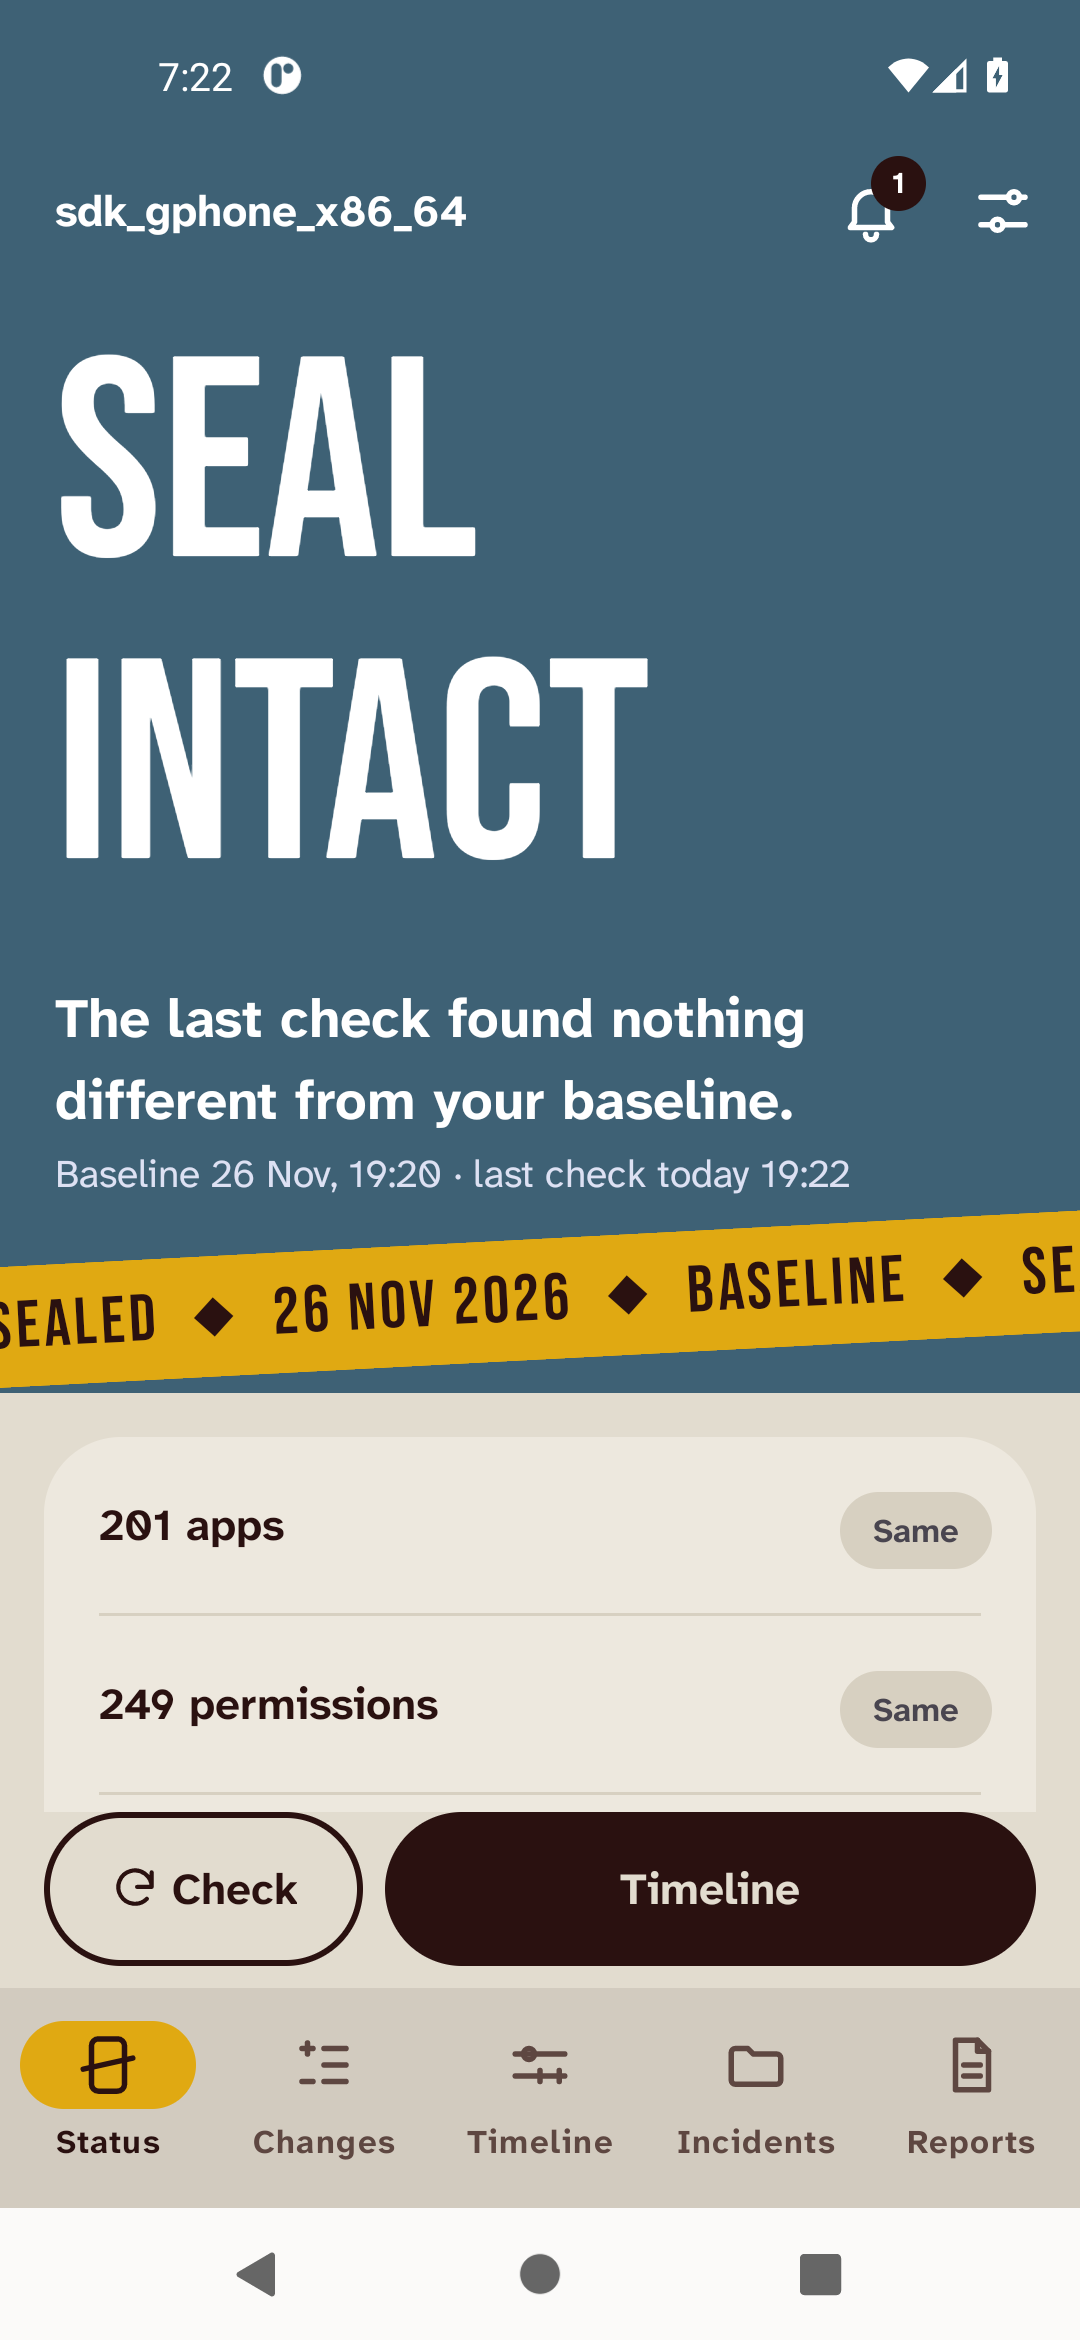 7:22
sdk_gphone_x86_64
1
SEAL
INTACT
The last check found nothing
different from your baseline.
Baseline 26 Nov, 19:20 · last check today 19:22
SEALED ◆ 26 NOV 2026 ◆ BASELINE ◆ SE
201 apps
Same
249 permissions
Same
Check
Timeline
Status
Changes
Timeline
Incidents
Reports